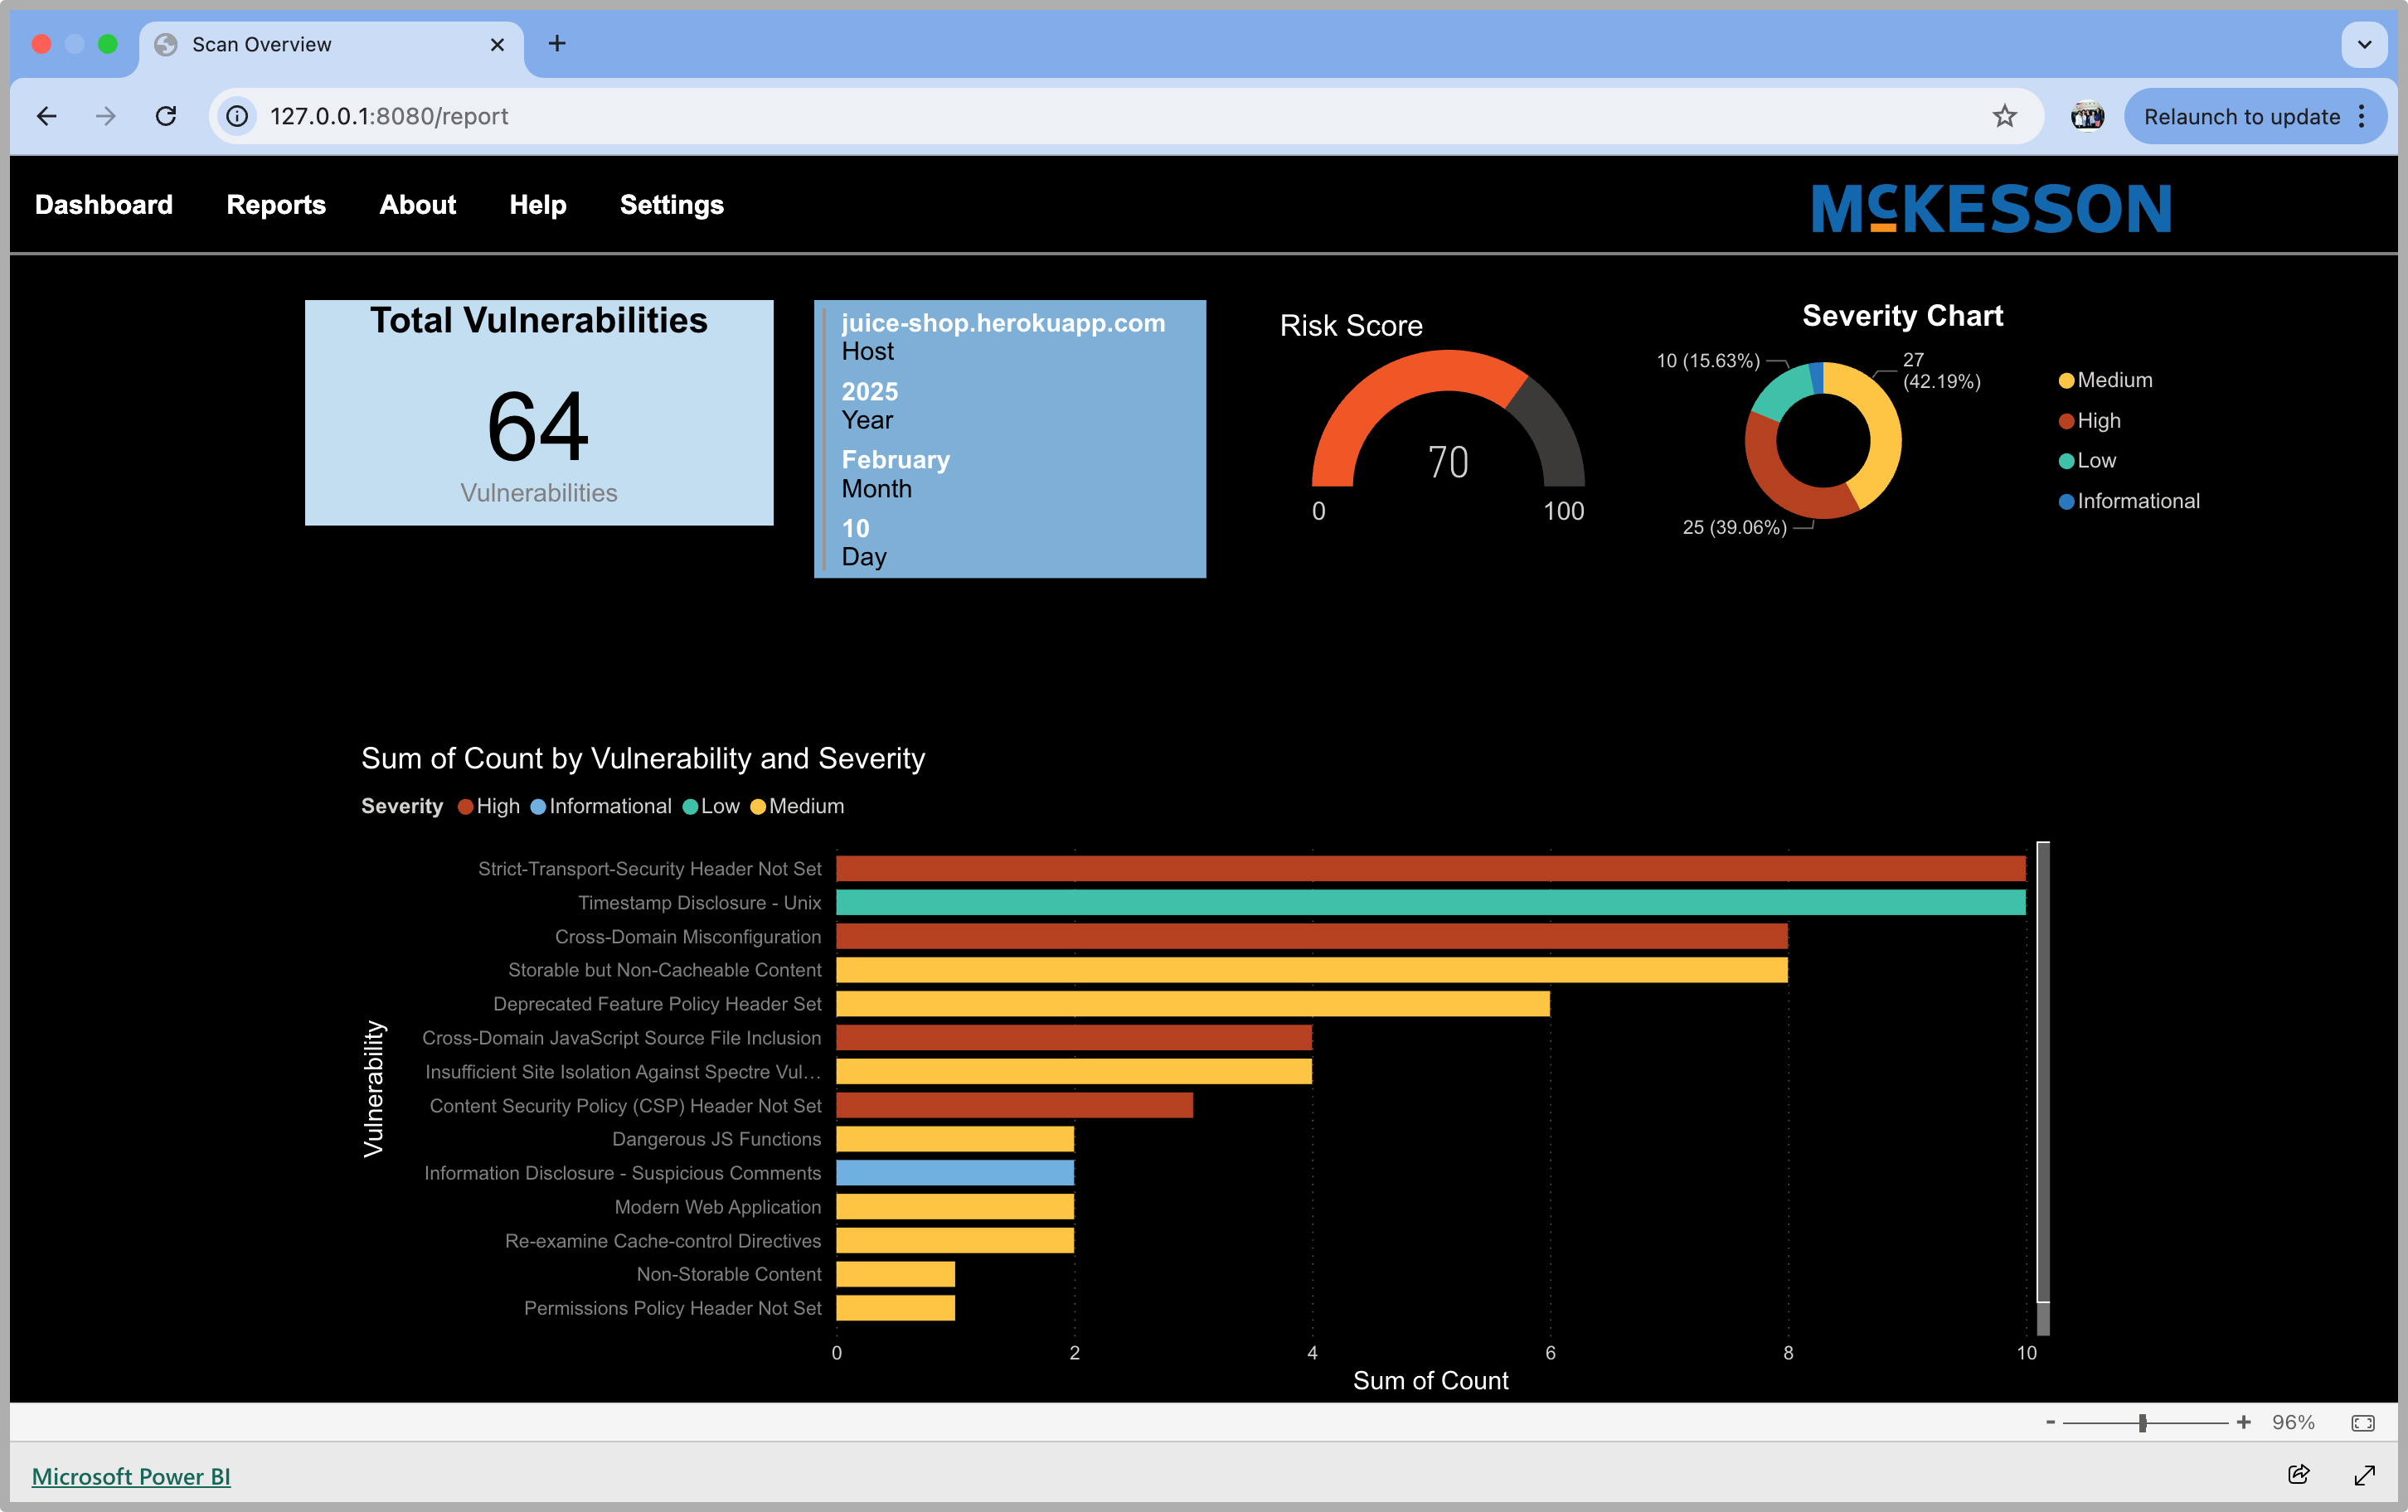 Scan Overview
127.0.0.1:8080/report
Relaunch to update
Dashboard Reports About Help Settings
McKESSON
Total Vulnerabilities
64
Vulnerabilities
juice-shop.herokuapp.com
Host
2025
Year
February
Month
10
Day
Risk Score
70
0 100
Severity Chart
10 (15.63%)
27
(42.19%)
25 (39.06%)
Medium
High
Low
Informational
Sum of Count by Vulnerability and Severity
Severity High Informational Low Medium
Vulnerability
Strict-Transport-Security Header Not Set
Timestamp Disclosure - Unix
Cross-Domain Misconfiguration
Storable but Non-Cacheable Content
Deprecated Feature Policy Header Set
Cross-Domain JavaScript Source File Inclusion
Insufficient Site Isolation Against Spectre Vul...
Content Security Policy (CSP) Header Not Set
Dangerous JS Functions
Information Disclosure - Suspicious Comments
Modern Web Application
Re-examine Cache-control Directives
Non-Storable Content
Permissions Policy Header Not Set
0 2 4 6 8 10
Sum of Count
- + 96%
Microsoft Power BI